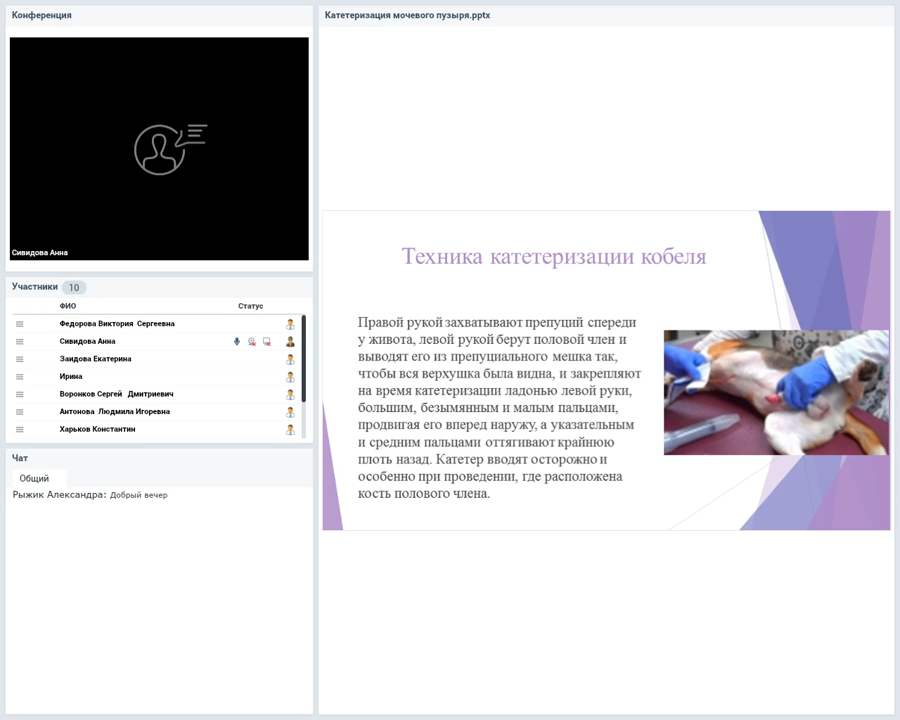 Конференция
Сивидова Анна
Участники 10
ФИО Статус
Федорова Виктория Сергеевна
Сивидова Анна
Заидова Екатерина
Ирина
Воронков Сергей Дмитриевич
Антонова Людмила Игоревна
Харьков Константин
Чат
Общий
Рыжик Александра: Добрый вечер
Катетеризация мочевого пузыря.pptx
Техника катетеризации кобеля
Правой рукой захватывают препуций спереди
у живота, левой рукой берут половой член и
выводят его из препуциального мешка так,
чтобы вся верхушка была видна, и закрепляют
на время катетеризации ладонью левой руки,
большим, безымянным и малым пальцами,
продвигая его вперед наружу, а указательным
и средним пальцами оттягивают крайнюю
плоть назад. Катетер вводят осторожно и
особенно при проведении, где расположена
кость полового члена.